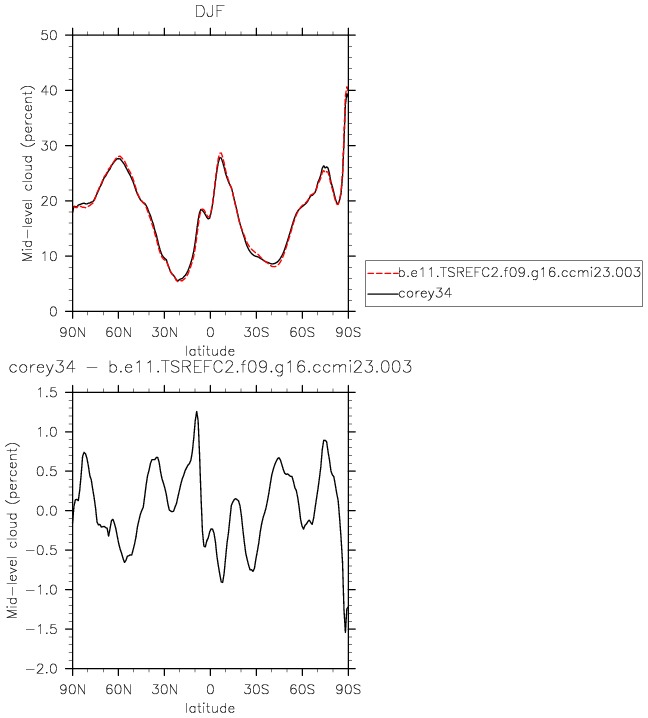 DJF
50
40
30
20
10
0
Mid-level cloud (percent)
90N 60N 30N 0 30S 60S 90S
latitude
b.e11.TSREFC2.f09.g16.ccmi23.003
corey34
corey34 - b.e11.TSREFC2.f09.g16.ccmi23.003
1.5
1.0
0.5
0.0
-0.5
-1.0
-1.5
-2.0
Mid-level cloud (percent)
90N 60N 30N 0 30S 60S 90S
latitude